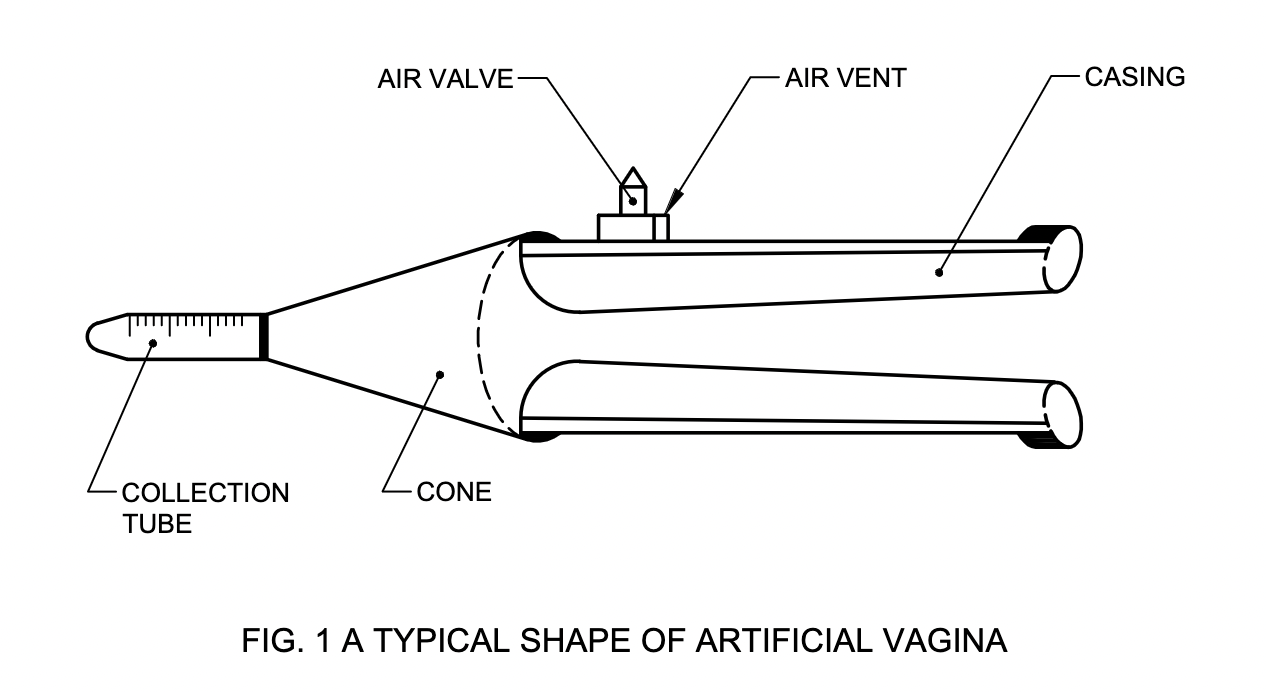 AIR VALVE
AIR VENT
CASING
COLLECTION
TUBE
CONE
FIG. 1 A TYPICAL SHAPE OF ARTIFICIAL VAGINA